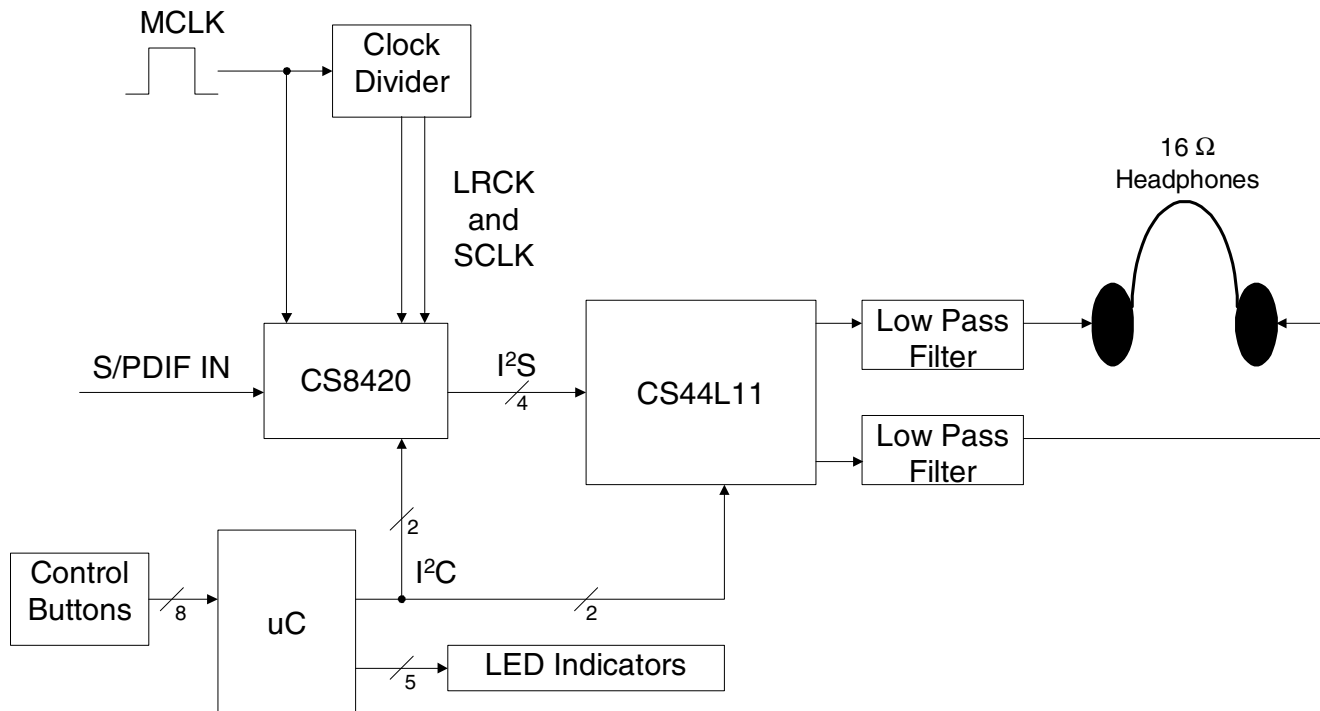 MCLK
Clock
Divider
LRCK
and
SCLK
16 Ω
Headphones
S/PDIF IN
CS8420
I²S
4
CS44L11
Low Pass
Filter
Low Pass
Filter
2
Control
Buttons
8
uC
I²C
2
5
LED Indicators